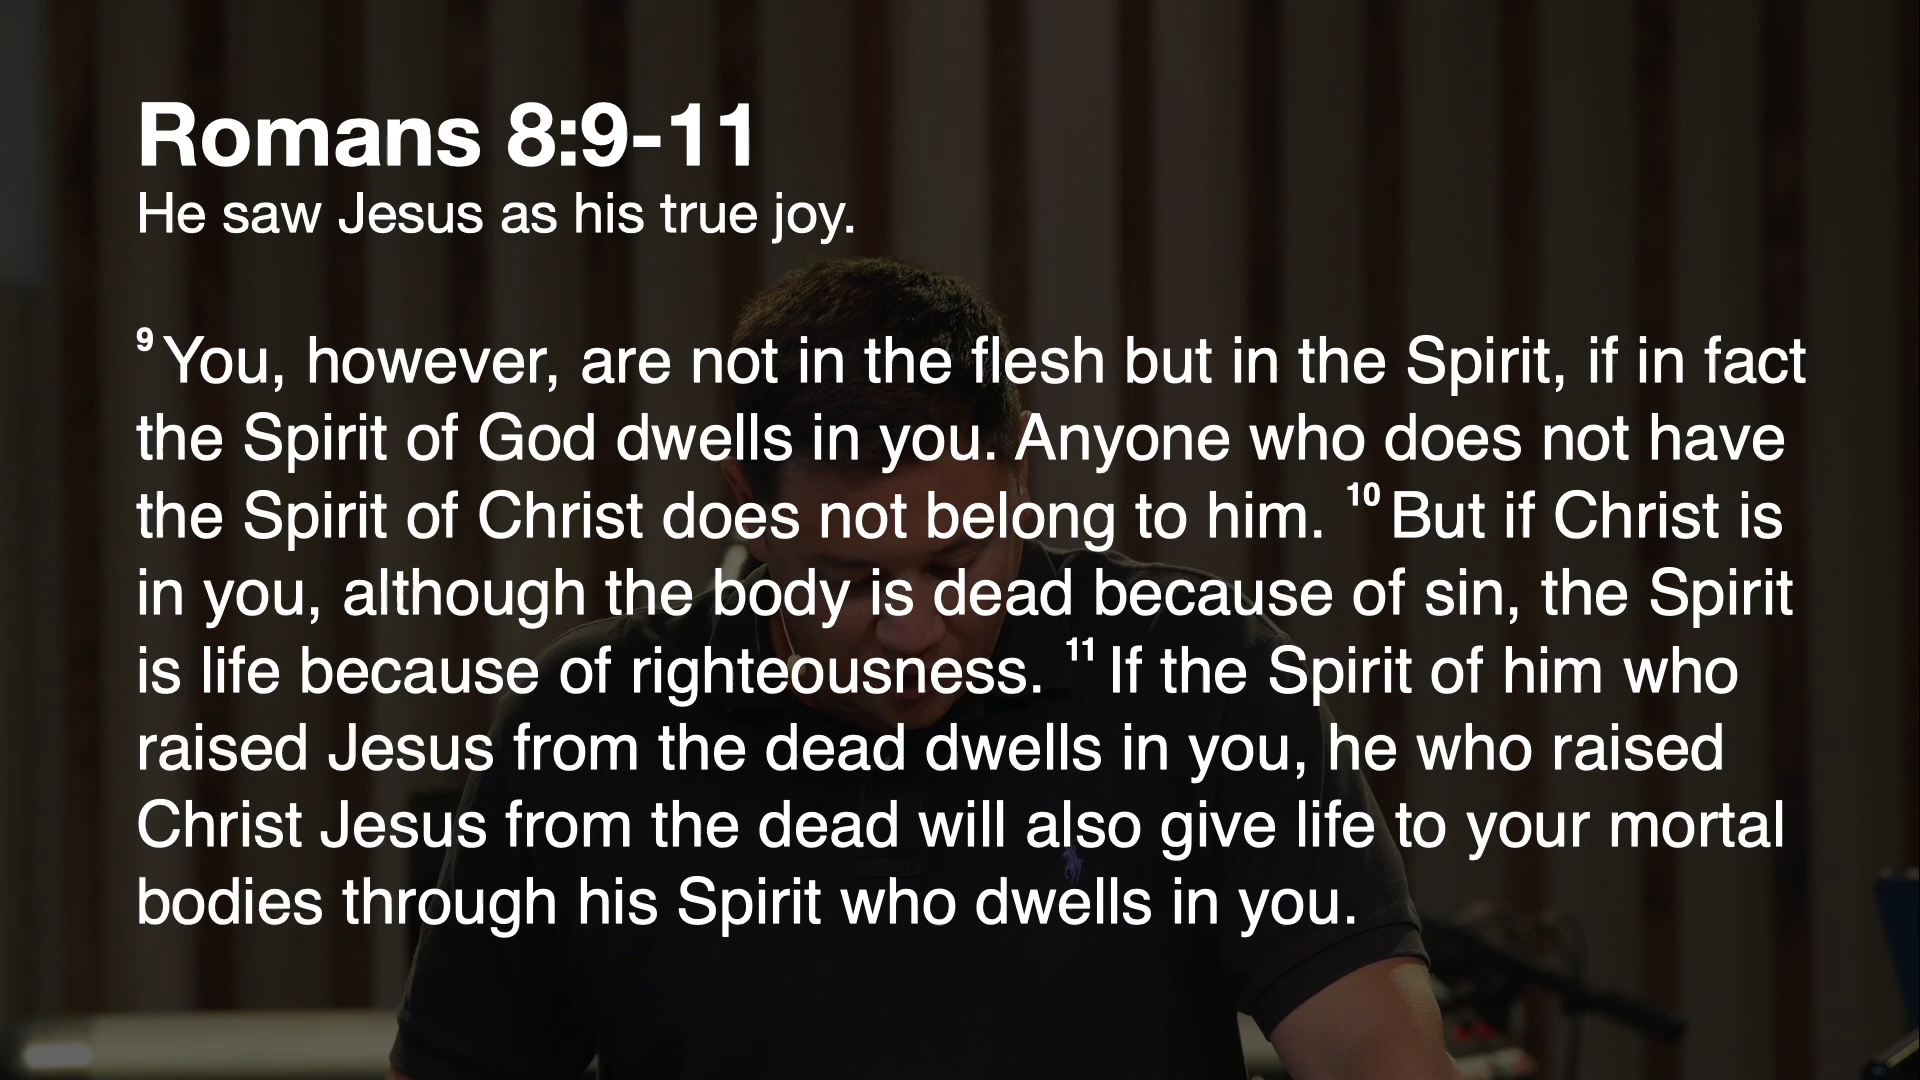 Romans 8:9-11
He saw Jesus as his true joy.
9 You, however, are not in the flesh but in the Spirit, if in fact
the Spirit of God dwells in you. Anyone who does not have
the Spirit of Christ does not belong to him. 10 But if Christ is
in you, although the body is dead because of sin, the Spirit
is life because of righteousness. 11 If the Spirit of him who
raised Jesus from the dead dwells in you, he who raised
Christ Jesus from the dead will also give life to your mortal
bodies through his Spirit who dwells in you.